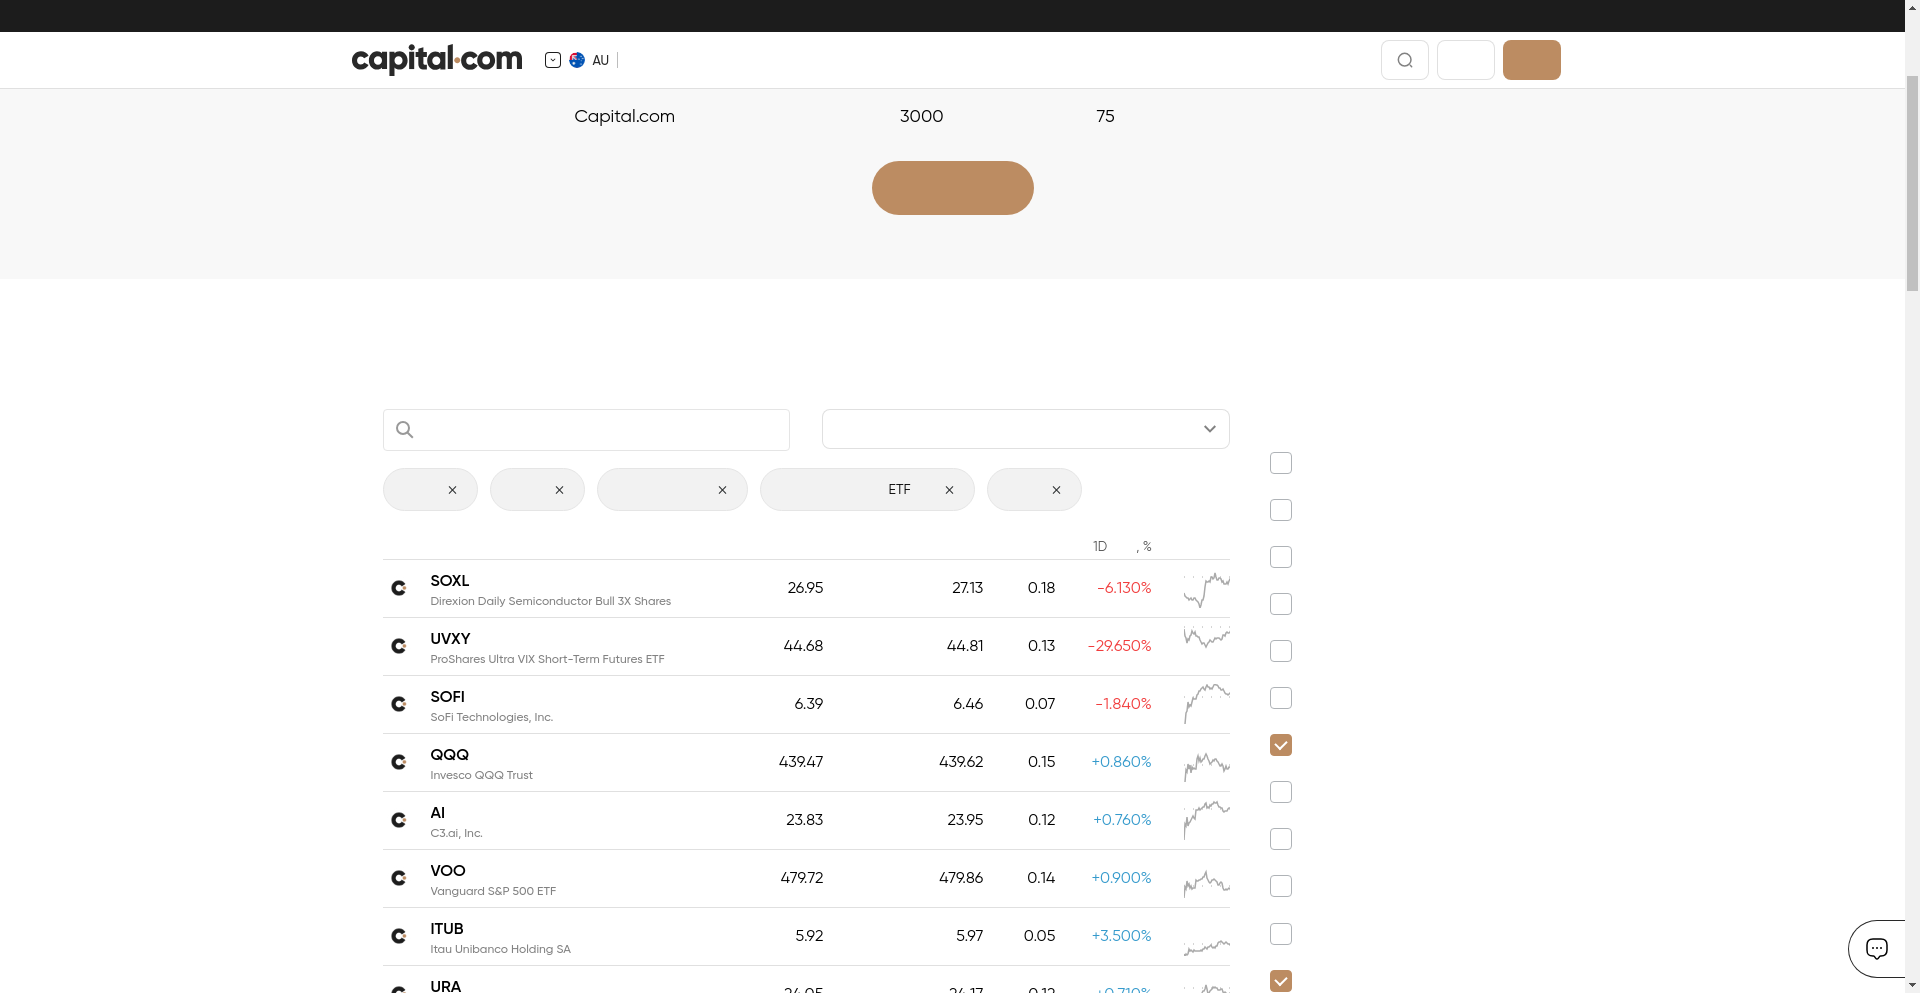 capital.com AU
Capital.com 3000 75
ETF
1D , %
SOXL
Direxion Daily Semiconductor Bull 3X Shares
26.95 27.13 0.18 -6.130%
UVXY
ProShares Ultra VIX Short-Term Futures ETF
44.68 44.81 0.13 -29.650%
SOFI
SoFi Technologies, Inc.
6.39 6.46 0.07 -1.840%
QQQ
Invesco QQQ Trust
439.47 439.62 0.15 +0.860%
AI
C3.ai, Inc.
23.83 23.95 0.12 +0.760%
VOO
Vanguard S&P 500 ETF
479.72 479.86 0.14 +0.900%
ITUB
Itau Unibanco Holding SA
5.92 5.97 0.05 +3.500%
URA